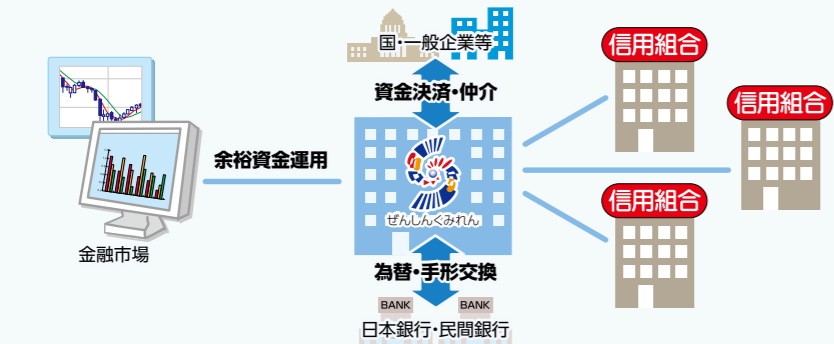 国・一般企業等
資金決済・仲介
信用組合
信用組合
信用組合
余裕資金運用
ぜんしんくみれん
金融市場
為替・手形交換
BANK
BANK
日本銀行・民間銀行